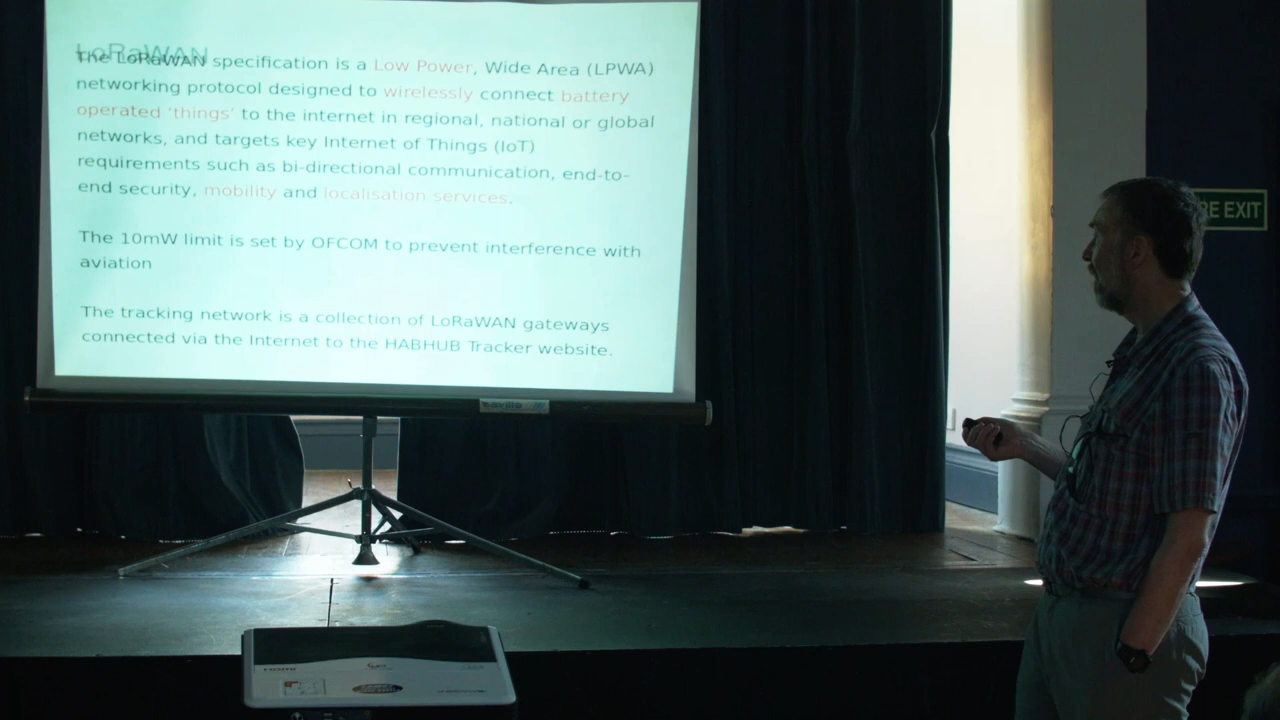 LoRaWAN
The LoRaWAN specification is a Low Power, Wide Area (LPWA)
networking protocol designed to wirelessly connect battery
operated ‘things’ to the internet in regional, national or global
networks, and targets key Internet of Things (IoT)
requirements such as bi-directional communication, end-to-
end security, mobility and localisation services.
The 10mW limit is set by OFCOM to prevent interference with
aviation
The tracking network is a collection of LoRaWAN gateways
connected via the Internet to the HABHUB Tracker website.
RE EXIT